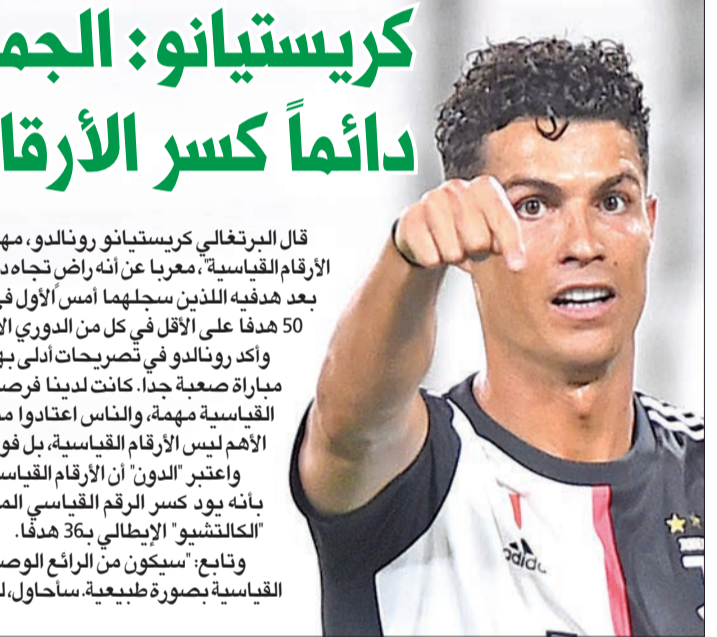 كريستيانو: الجم
دائماً كسر الأرقا
قال البرتغالي كريستيانو رونالدو، مه
الأرقام القياسية"، معربا عن أنه راضٍ تجاه د
بعد هدفيه اللذين سجلهما أمس الأول في
50 هدفا على الأقل في كل من الدوري الإ
وأكد رونالدو في تصريحات أدلى به
مباراة صعبة جدا. كانت لدينا فرص
القياسية مهمة، والناس اعتادوا م
الأهم ليس الأرقام القياسية، بل فو
واعتبر "الدون" أن الأرقام القياس
بأنه يود كسر الرقم القياسي الم
"الكالتشيو" الإيطالي بـ36 هدفا.
وتابع: "سيكون من الرائع الوص
القياسية بصورة طبيعية. سأحاول، ل
adidas